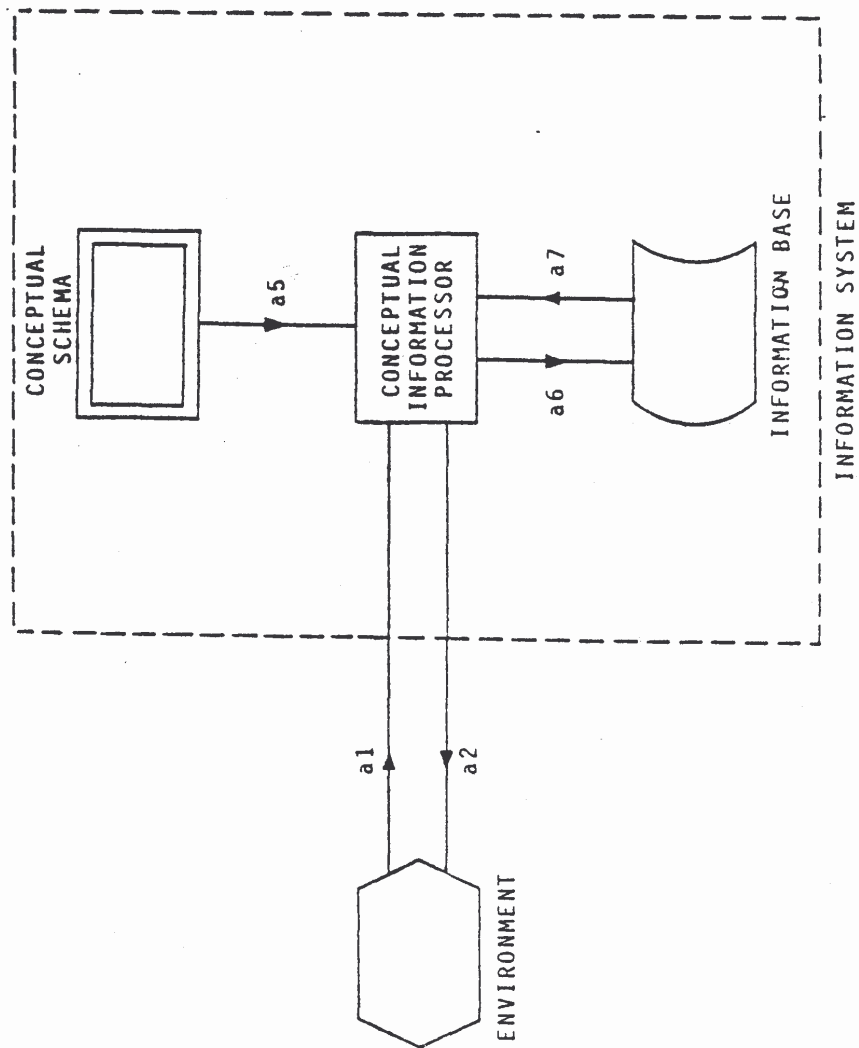 CONCEPTUAL
SCHEMA
a5
CONCEPTUAL
INFORMATION
PROCESSOR
a1
a2
a6
a7
ENVIRONMENT
INFORMATION BASE
INFORMATION SYSTEM